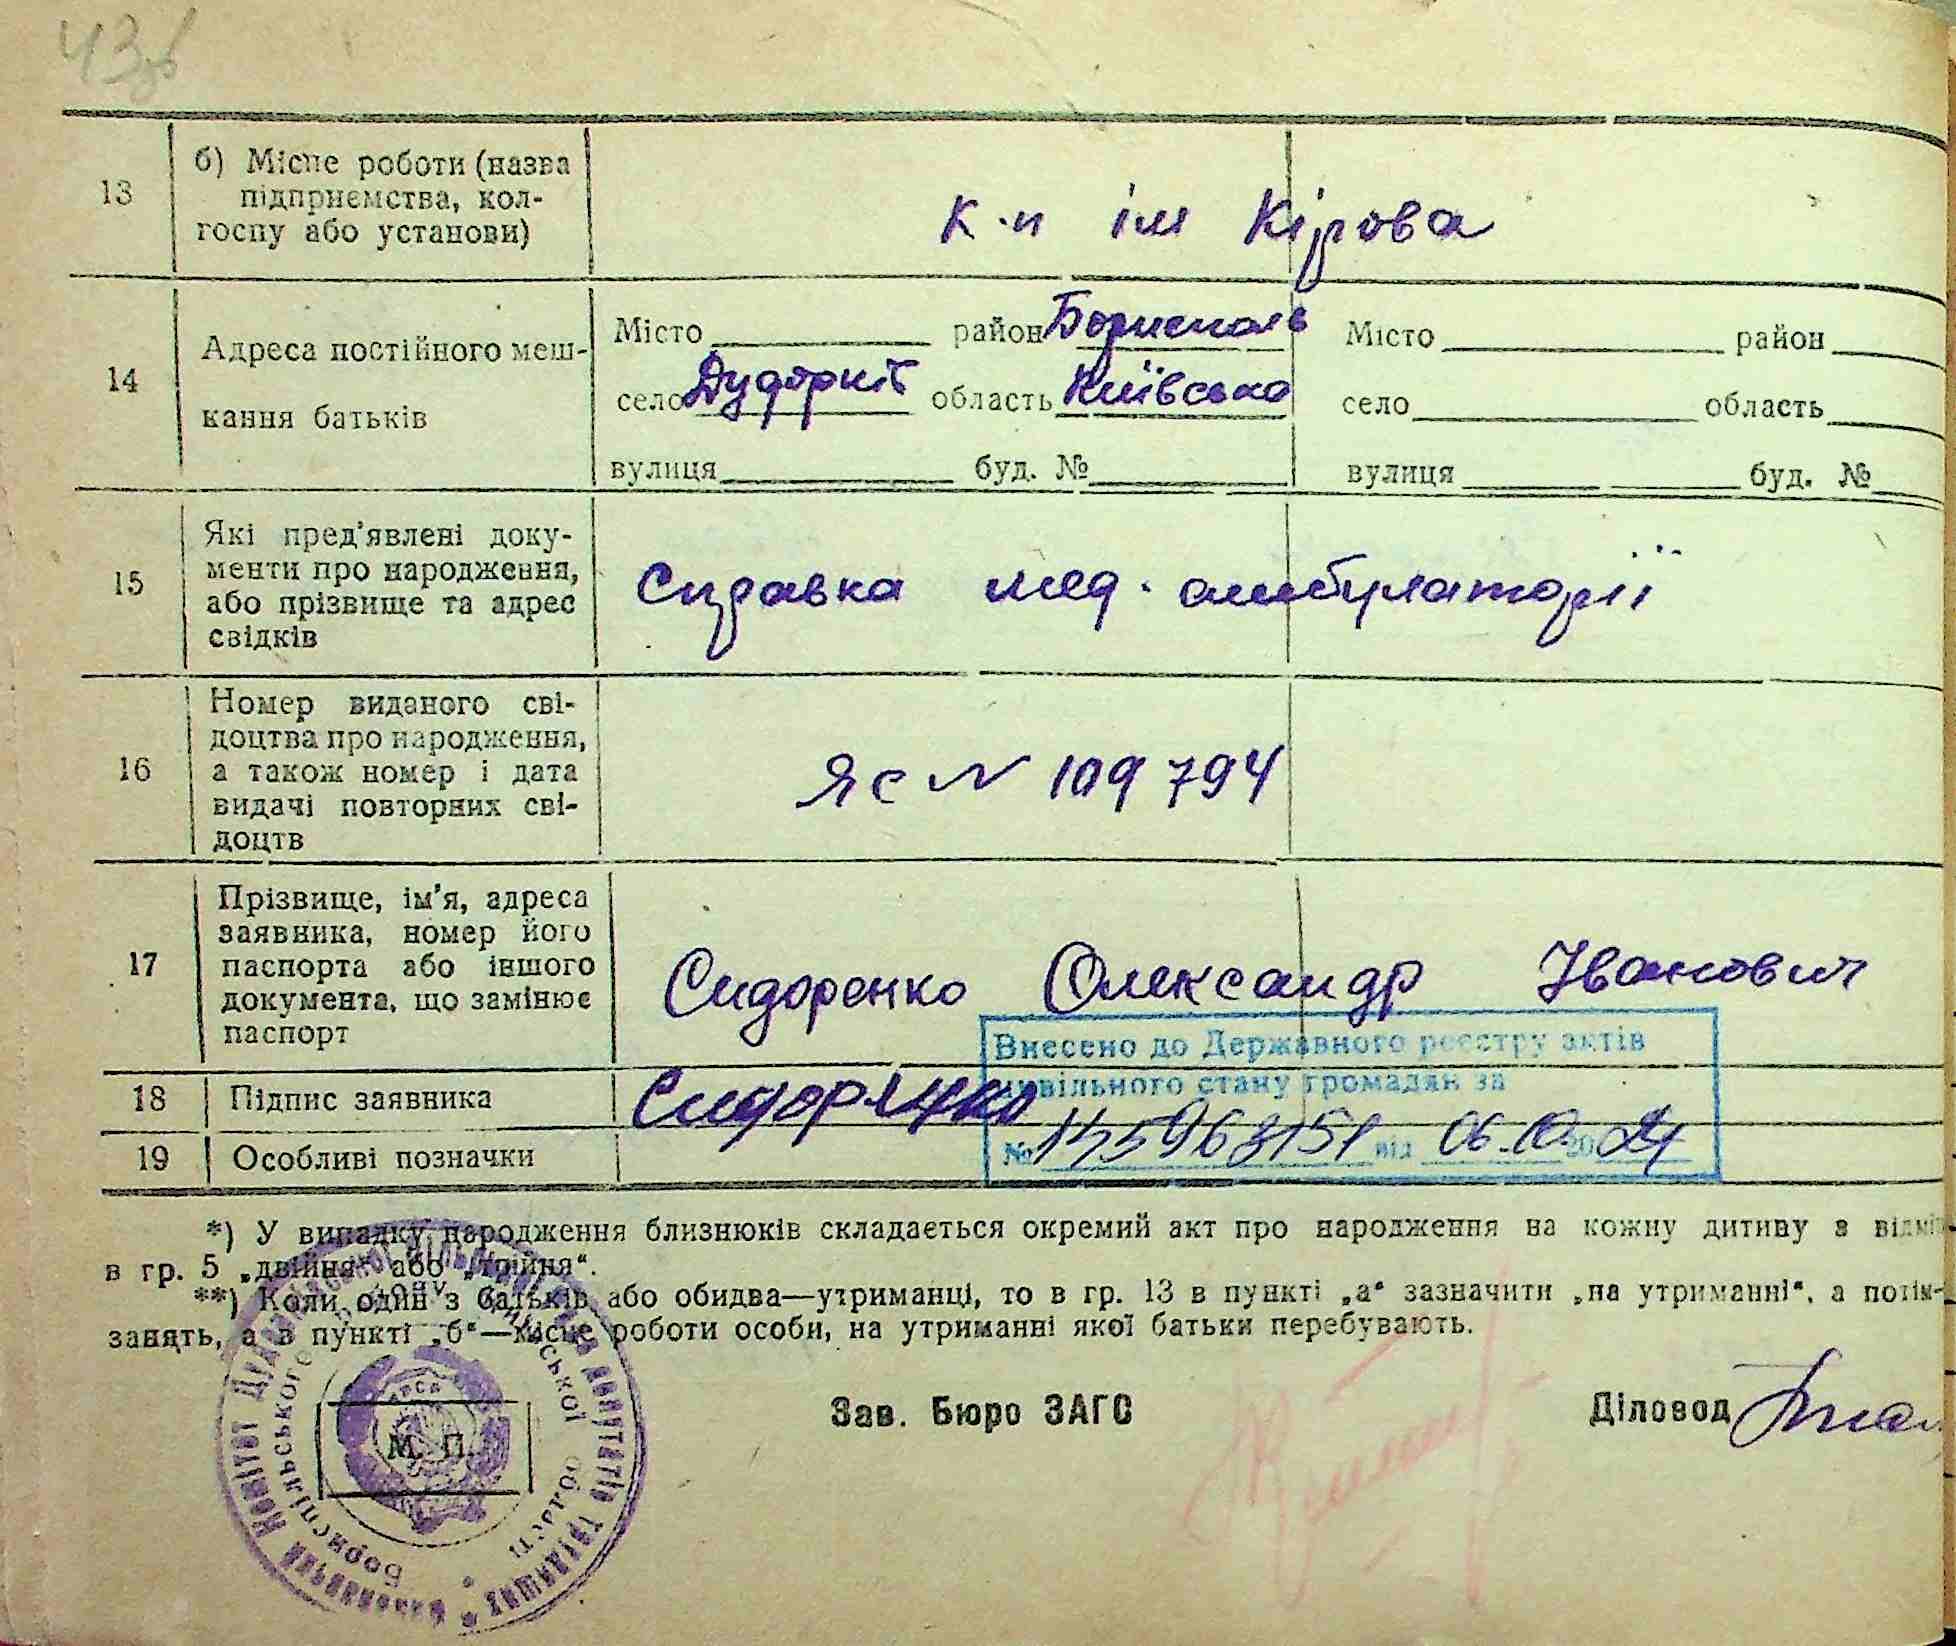 43об
13
б) Місце роботи (назва
підприємства, кол-
госпу або установи)
к-п ім Кірова
14
Адреса постійного меш-
кання батьків
Місто район Бориспаль
село Дударків область Київська
вулиця буд. №
Місто район
село область
вулиця буд. №
15
Які пред'явлені доку-
менти про народження,
або прізвище та адрес
свідків
Справка мед. амбулаторії
16
Номер виданого сві-
доцтва про народження,
а також номер і дата
видачі повторних сві-
доцтв
ЯС N 109794
17
Прізвище, ім'я, адреса
заявника, номер його
паспорта або іншого
документа, що замінює
паспорт
Сидоренко Олександр Іванович
18
Підпис заявника
Сидоренко
19
Особливі позначки
Внесено до Державного реєстру актів
цивільного стану громадян за
№ від 06.10.2021
*) У випадку народження близнюків складається окремий акт про народження на кожну дитину з
в гр. 5 „двійня“ або „трійня“.
**) Коли один з батьків або обидва—утриманці, то в гр. 13 в пункті „а“ зазначити „на утриманні“, а потім-
занять, а в пункті „б“—місце роботи особи, на утриманні якої батьки перебувають.
М. П.
Зав. Бюро ЗАГС
Діловод